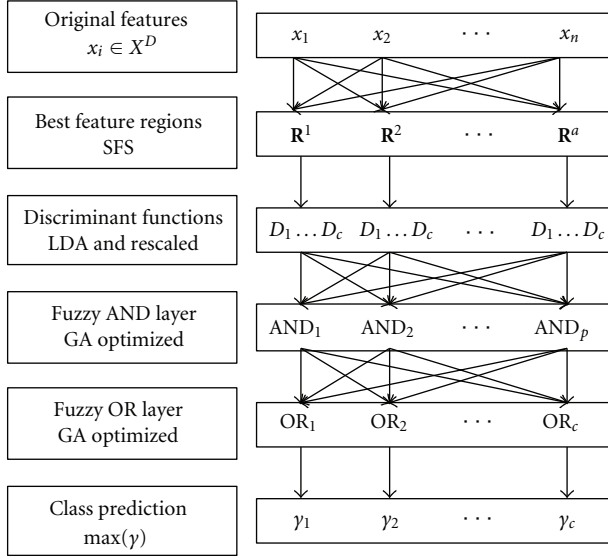 Original features
x_i ∈ X^D
x_1 x_2 · · · x_n
Best feature regions
SFS
R^1 R^2 · · · R^a
Discriminant functions
LDA and rescaled
D_1 . . . D_c D_1 . . . D_c · · · D_1 . . . D_c
Fuzzy AND layer
GA optimized
AND_1 AND_2 · · · AND_p
Fuzzy OR layer
GA optimized
OR_1 OR_2 · · · OR_c
Class prediction
max(γ)
γ_1 γ_2 · · · γ_c